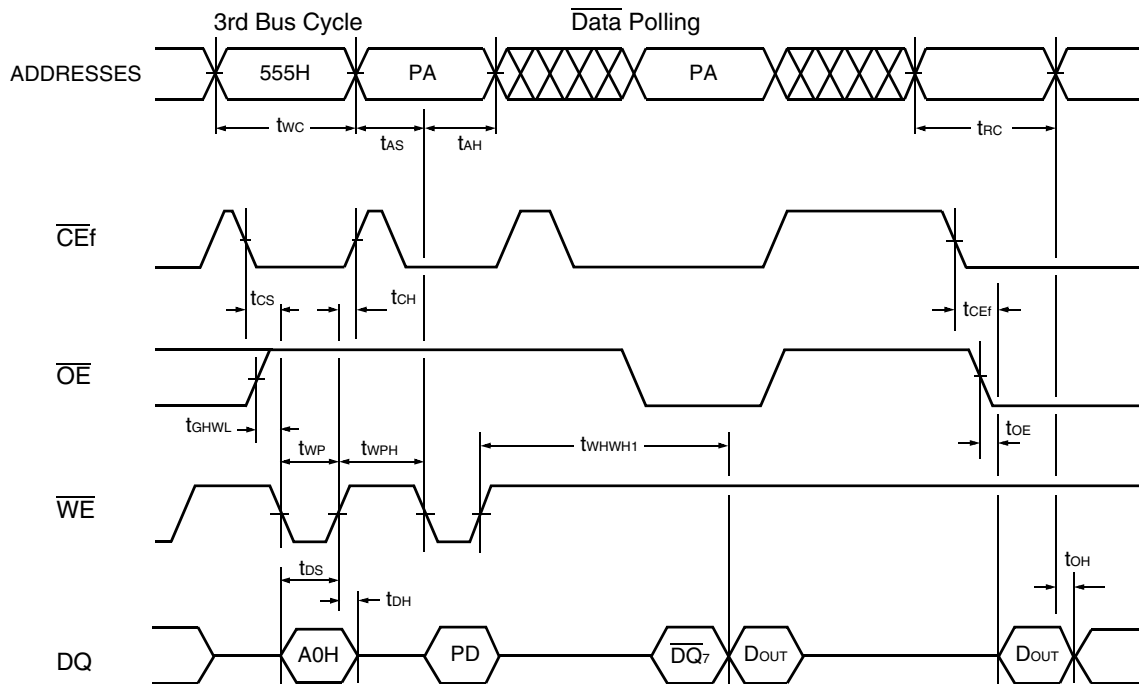 3rd Bus Cycle Data Polling
ADDRESSES 555H PA PA
tWC tAS tAH tRC
CEf
tCS tCH tCEf
OE
tGHWL tWP tWPH tWHWH1 tOE
WE
tDS tDH tOH
DQ A0H PD DQ7 DOUT DOUT